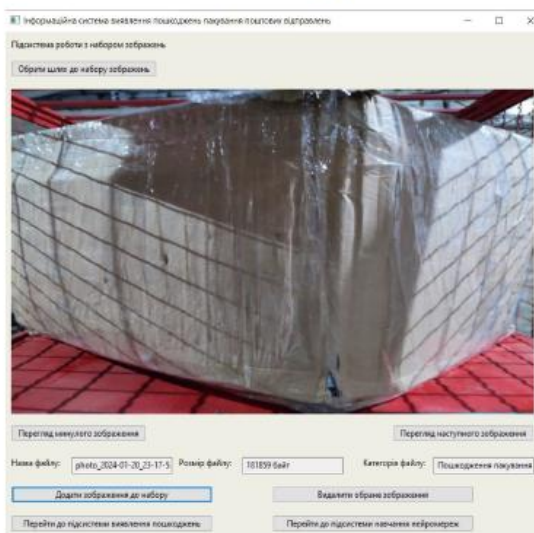 Інформаційна система виявлення пошкоджень пакування поштових відправлень
Підсистема роботи з набором зображень
Обрати шлях до набору зображень
Перегляд минулого зображення
Перегляд наступного зображення
Назва файлу: photo_2024-01-20_23-17-5 Розмір файлу: 181859 байт Категорія файлу: Пошкодження пакування
Додати зображення до набору
Видалити обране зображення
Перейти до підсистеми виявлення пошкоджень
Перейти до підсистеми навчання нейромереж